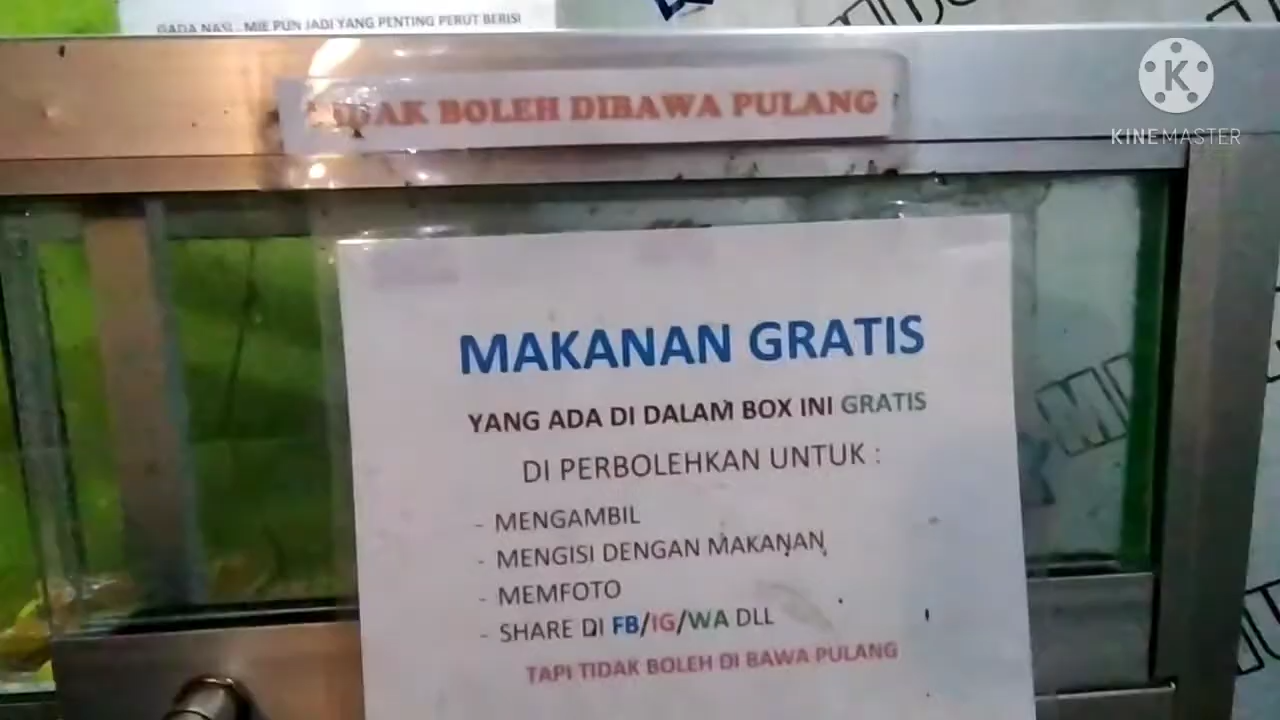 GADA NASI.. MIE PUN JADI YANG PENTING PERUT BERISI
K
KINEMASTER
TIDAK BOLEH DIBAWA PULANG
MAKANAN GRATIS
YANG ADA DI DALAM BOX INI GRATIS
DI PERBOLEHKAN UNTUK :
- MENGAMBIL
- MENGISI DENGAN MAKANAN
- MEMFOTO
- SHARE DI FB/IG/WA DLL
TAPI TIDAK BOLEH DI BAWA PULANG